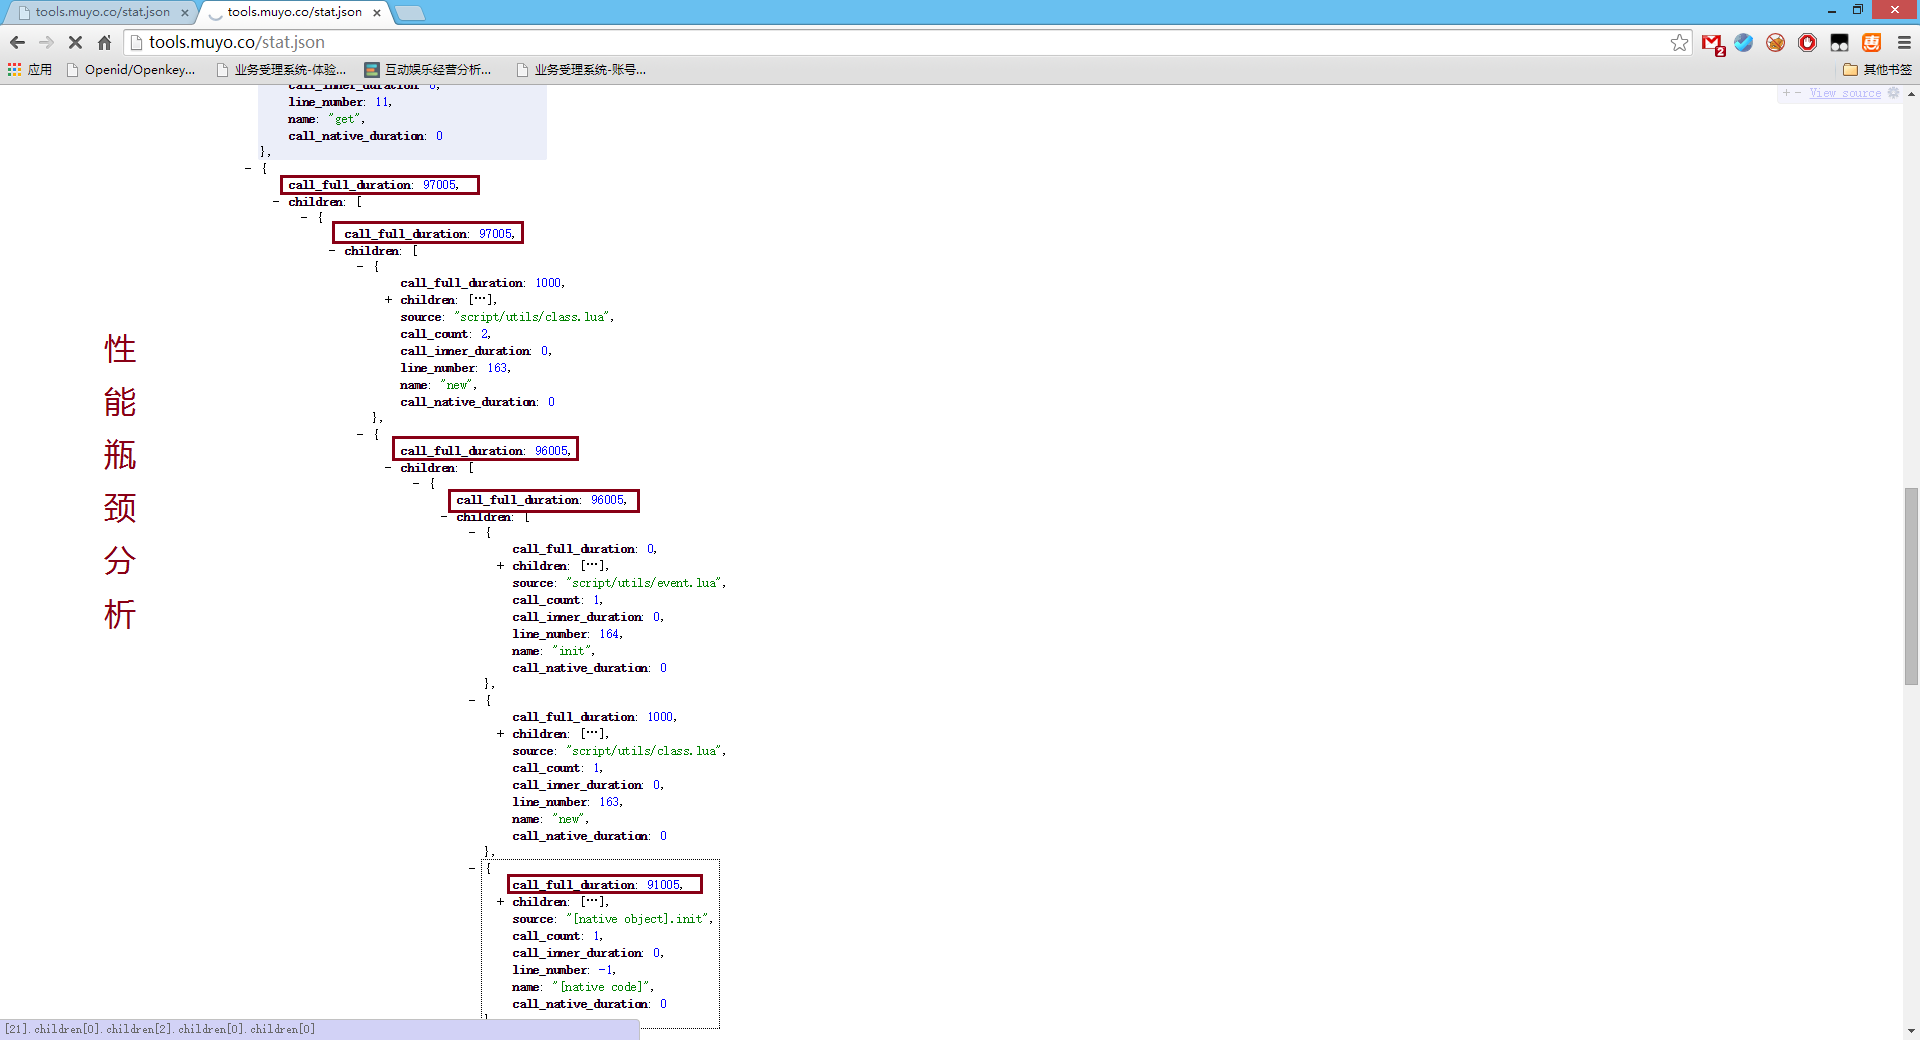 tools.muyo.co/stat.json
tools.muyo.co/stat.json
tools.muyo.co/stat.json
2
惠
应用
Openid/Openkey...
业务受理系统-体验...
互动娱乐经营分析...
业务受理系统-账号...
其他书签
+ - View source
call_inner_duration: 0,
line_number: 11,
name: "get",
call_native_duration: 0
},
- {
call_full_duration: 97005,
- children: [
- {
call_full_duration: 97005,
- children: [
- {
call_full_duration: 1000,
+ children: […],
source: "script/utils/class.lua",
call_count: 2,
call_inner_duration: 0,
line_number: 163,
name: "new",
call_native_duration: 0
},
- {
call_full_duration: 96005,
- children: [
- {
call_full_duration: 96005,
- children: [
- {
call_full_duration: 0,
+ children: […],
source: "script/utils/event.lua",
call_count: 1,
call_inner_duration: 0,
line_number: 164,
name: "init",
call_native_duration: 0
},
- {
call_full_duration: 1000,
+ children: […],
source: "script/utils/class.lua",
call_count: 1,
call_inner_duration: 0,
line_number: 163,
name: "new",
call_native_duration: 0
},
- {
call_full_duration: 91005,
+ children: […],
source: "[native object].init",
call_count: 1,
call_inner_duration: 0,
line_number: -1,
name: "[native code]",
call_native_duration: 0
性
能
瓶
颈
分
析
[21].children[0].children[2].children[0].children[0]